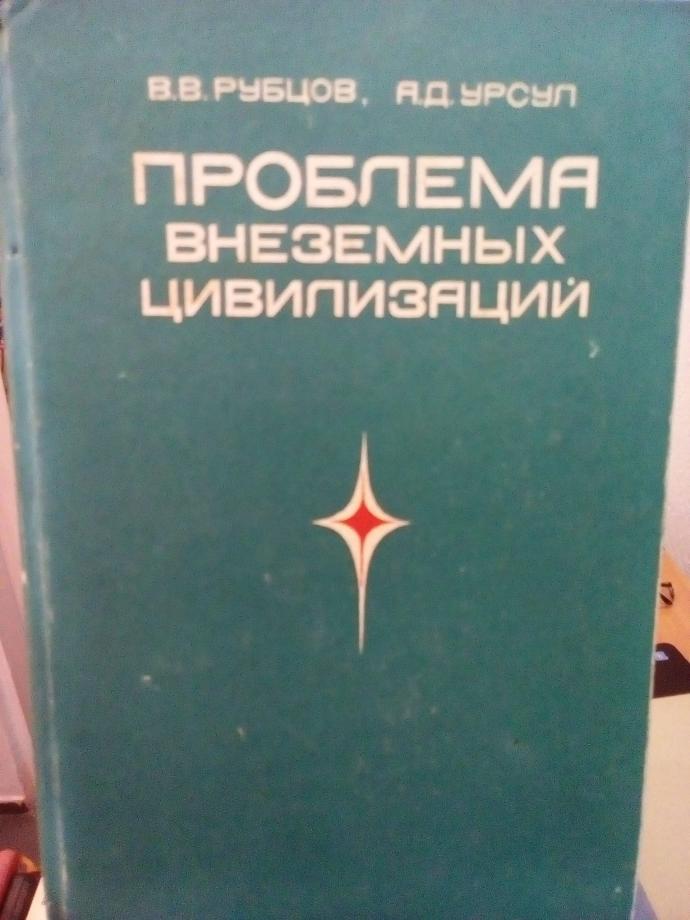 В.В. РУБЦОВ, А.Д. УРСУЛ
ПРОБЛЕМА
ВНЕЗЕМНЫХ
ЦИВИЛИЗАЦИЙ